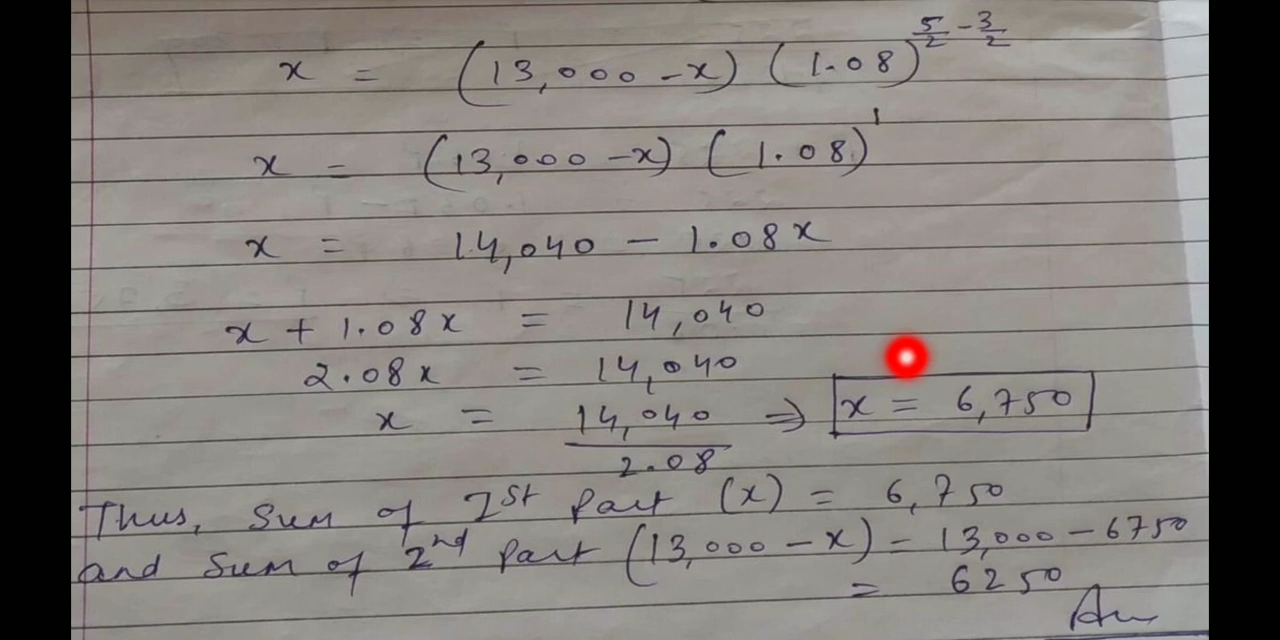 x = (13,000 - x) (1.08)^(5/2 - 3/2)
x = (13,000 - x) (1.08)^1
x = 14,040 - 1.08x
x + 1.08x = 14,040
2.08x = 14,040
x = 14,040/2.08 ⇒ x = 6,750
Thus, Sum of Ist Part (x) = 6,750
and Sum of 2nd Part (13,000 - x) = 13,000 - 6750
= 6250